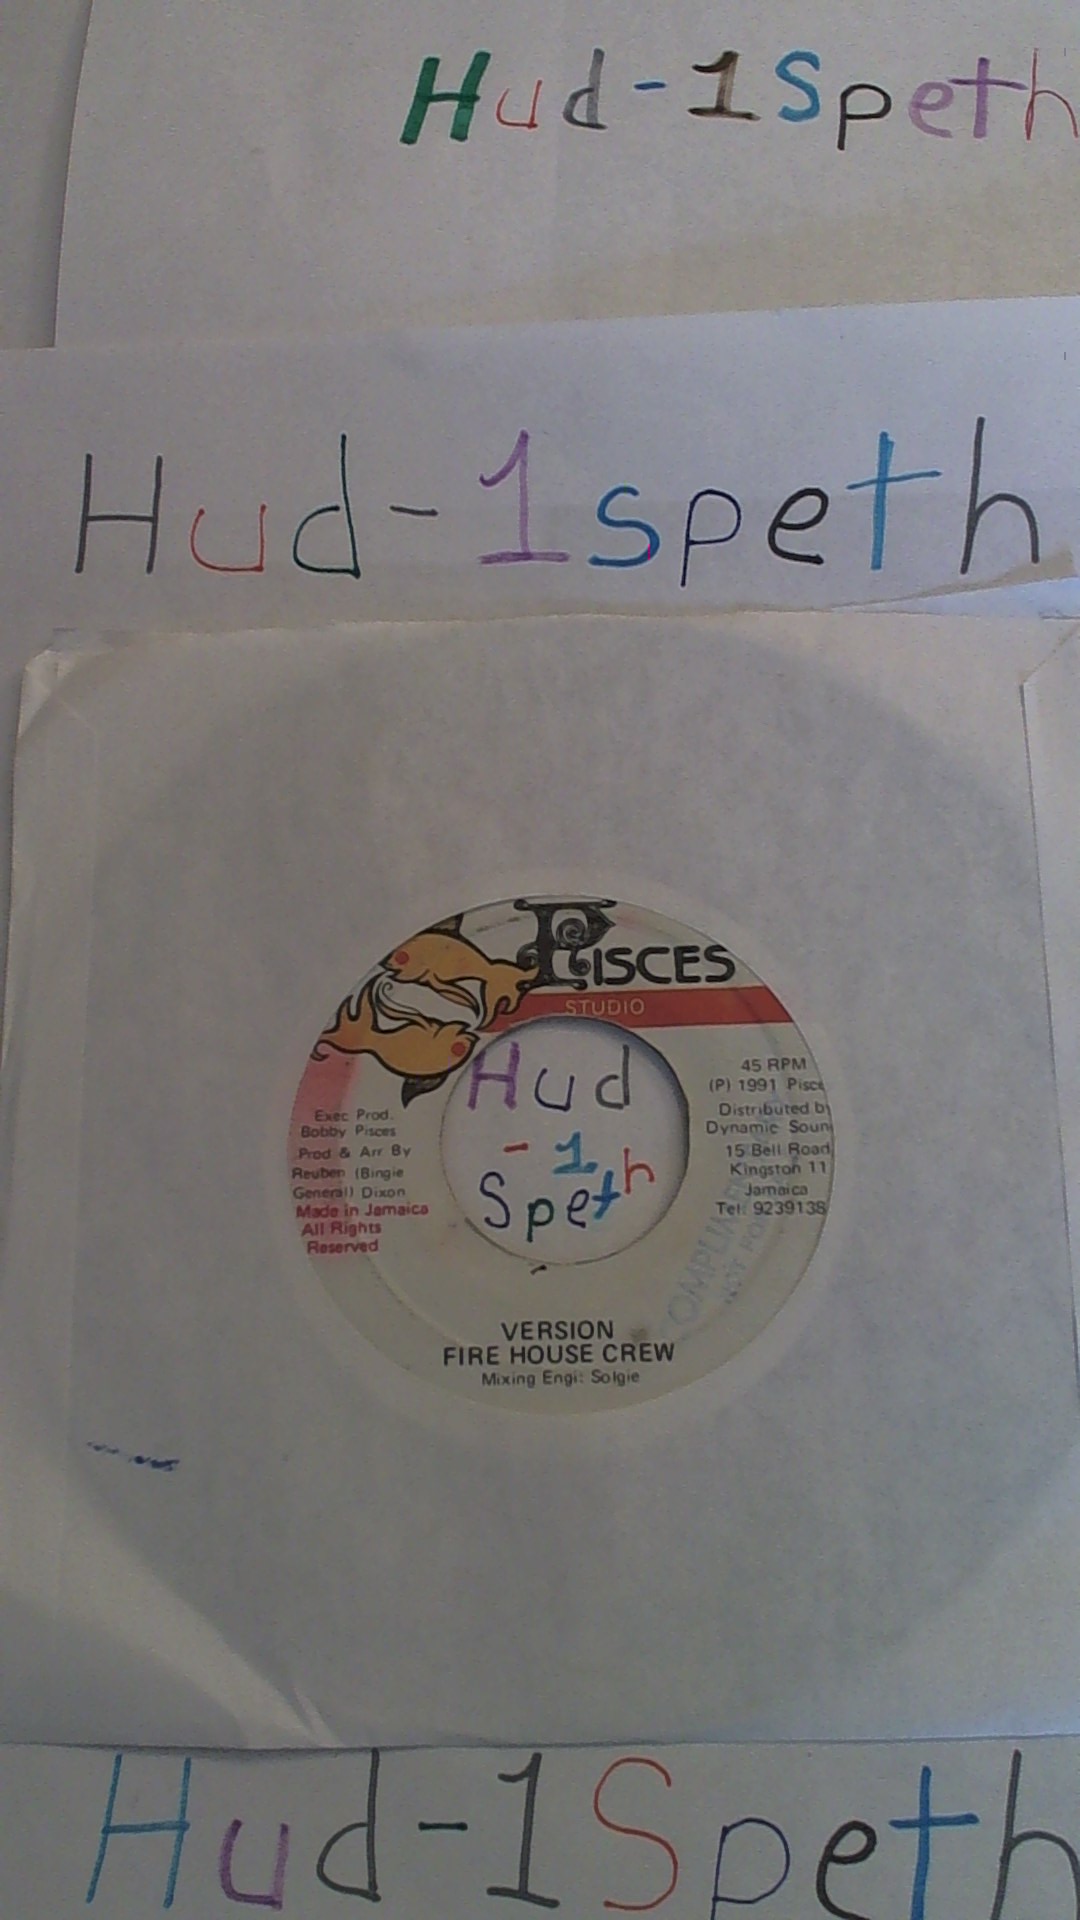 Hud-1Speth
Hud-1speth
PISCES
STUDIO
Hud
-1
Speth
Exec Prod.
Bobby Pisces
Prod & Arr By
Reuben (Bingie
General) Dixon
Made in Jamaica
All Rights
Reserved
45 RPM
(P) 1991 Pisce
Distributed by
Dynamic Soun
15 Bell Road
Kingston 11
Jamaica
Tel: 9239138
VERSION
FIRE HOUSE CREW
Mixing Engi: Solgie
Hud-1Speth